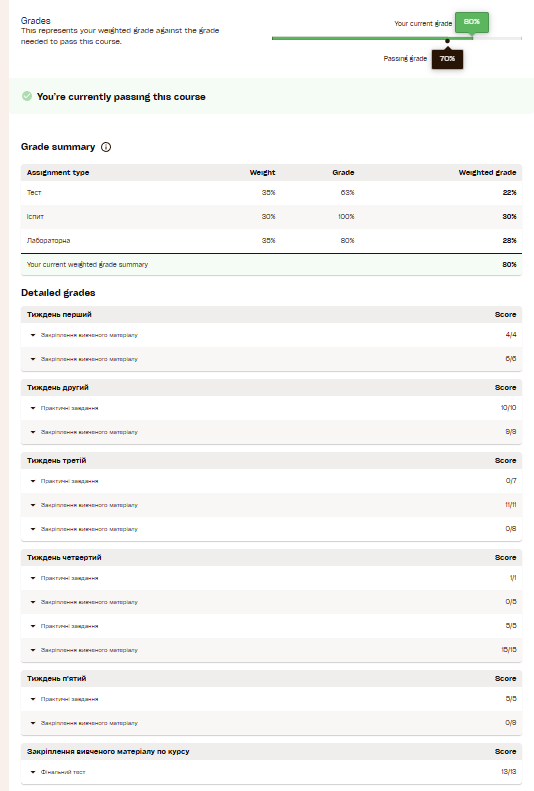 Grades
This represents your weighted grade against the grade
needed to pass this course.
Your current grade 80%
Passing grade 70%
You're currently passing this course
Grade summary
Assignment type Weight Grade Weighted grade
Тест 35% 63% 22%
Іспит 30% 100% 30%
Лабораторна 35% 80% 28%
Your current weighted grade summary 80%
Detailed grades
Тиждень перший Score
Закріплення вивченого матеріалу 4/4
Закріплення вивченого матеріалу 6/6
Тиждень другий Score
Практичні завдання 10/10
Закріплення вивченого матеріалу 9/9
Тиждень третій Score
Практичні завдання 0/7
Закріплення вивченого матеріалу 11/11
Закріплення вивченого матеріалу 0/8
Тиждень четвертий Score
Практичні завдання 1/1
Закріплення вивченого матеріалу 0/5
Практичні завдання 5/5
Закріплення вивченого матеріалу 15/15
Тиждень п'ятий Score
Практичні завдання 5/5
Закріплення вивченого матеріалу 0/9
Закріплення вивченого матеріалу по курсу Score
Фінальний тест 13/13